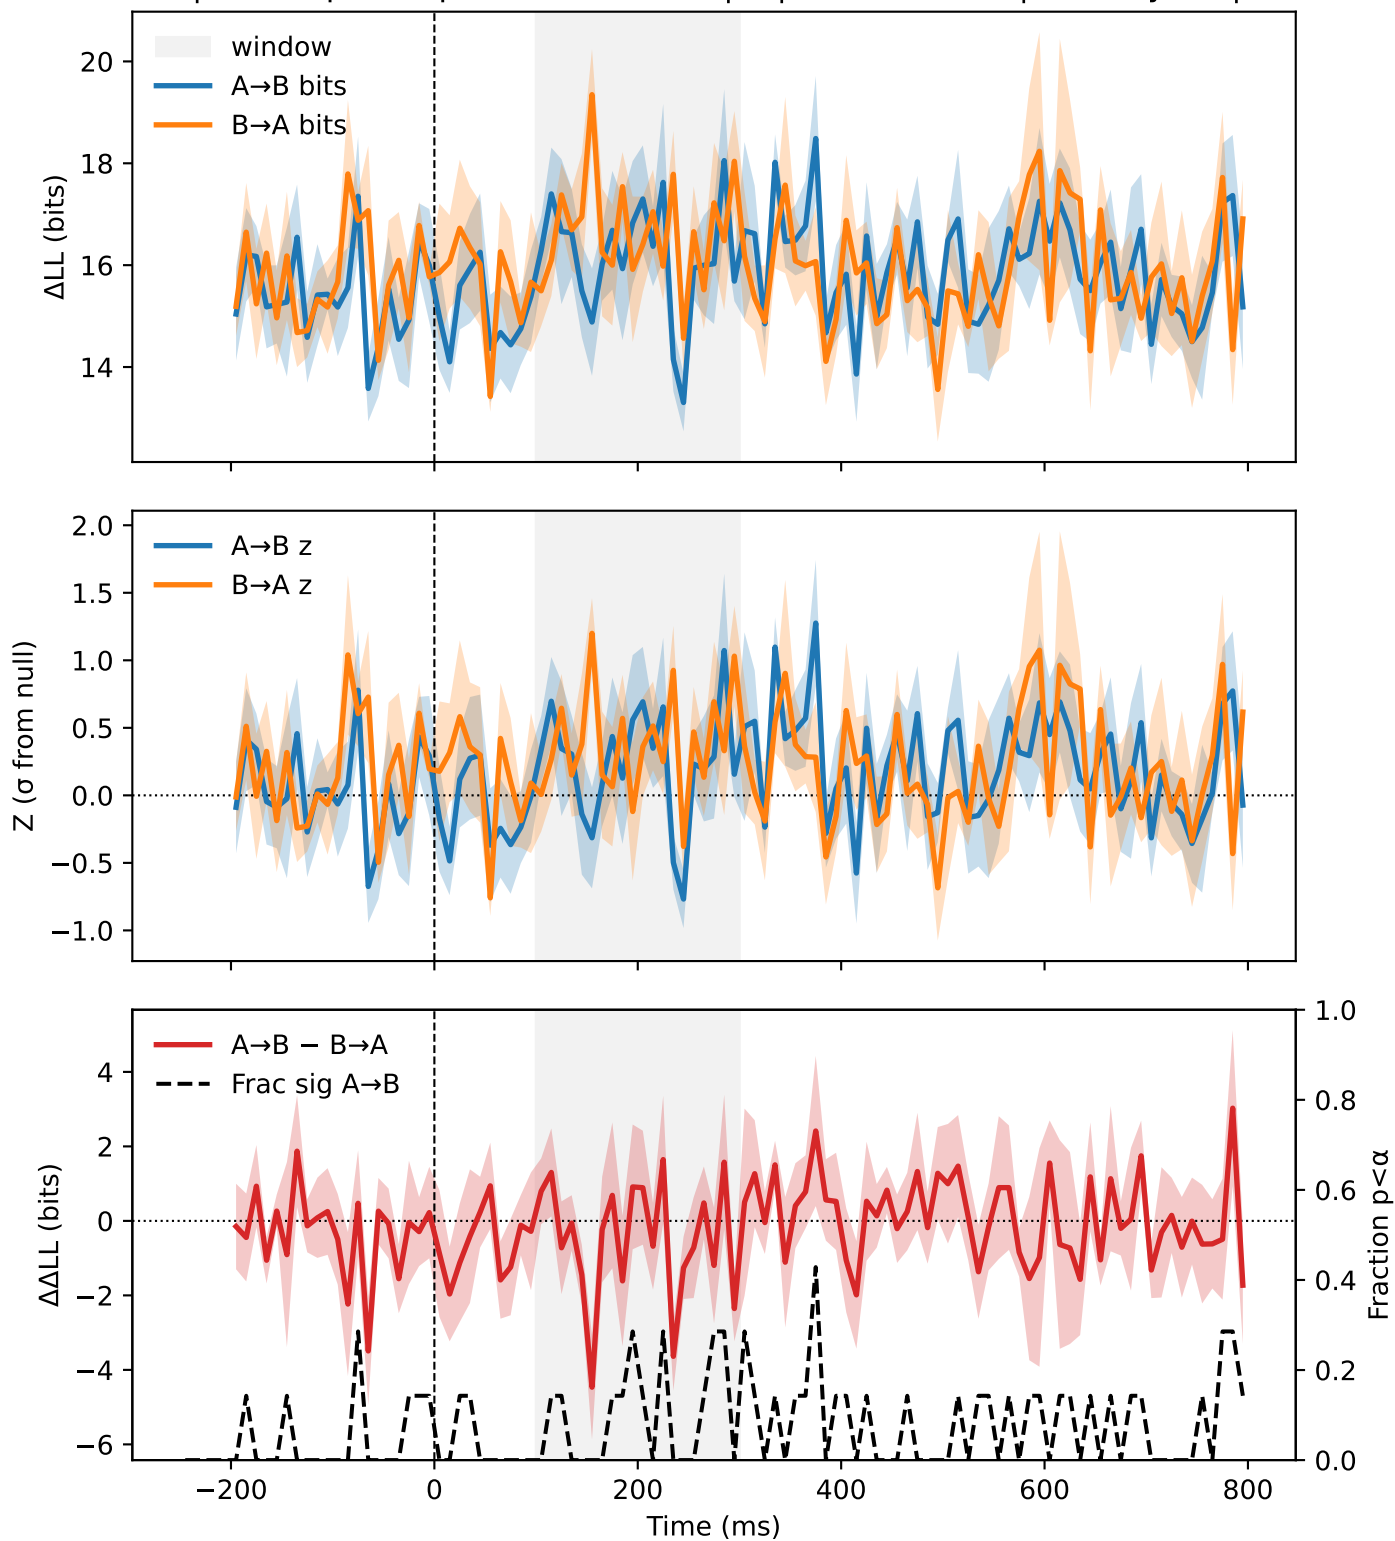 window
A→B bits
B→A bits
ΔLL (bits)
20
18
16
14
A→B z
B→A z
Z (σ from null)
2.0
1.5
1.0
0.5
0.0
−0.5
−1.0
A→B − B→A
Frac sig A→B
ΔΔLL (bits)
4
2
0
−2
−4
−6
1.0
0.8
0.6
0.4
0.2
0.0
Fraction p<α
−200
0
200
400
600
800
Time (ms)